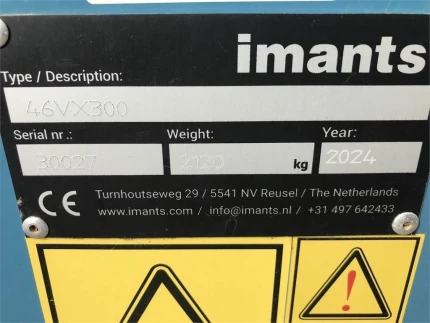 imants
Type / Description:
46VX300
Serial nr.: Weight: Year:
30027 2130 kg 2024
CE Turnhoutseweg 29 / 5541 NV Reusel / The Netherlands
www.imants.com / info@imants.nl / +31 497 642433
!